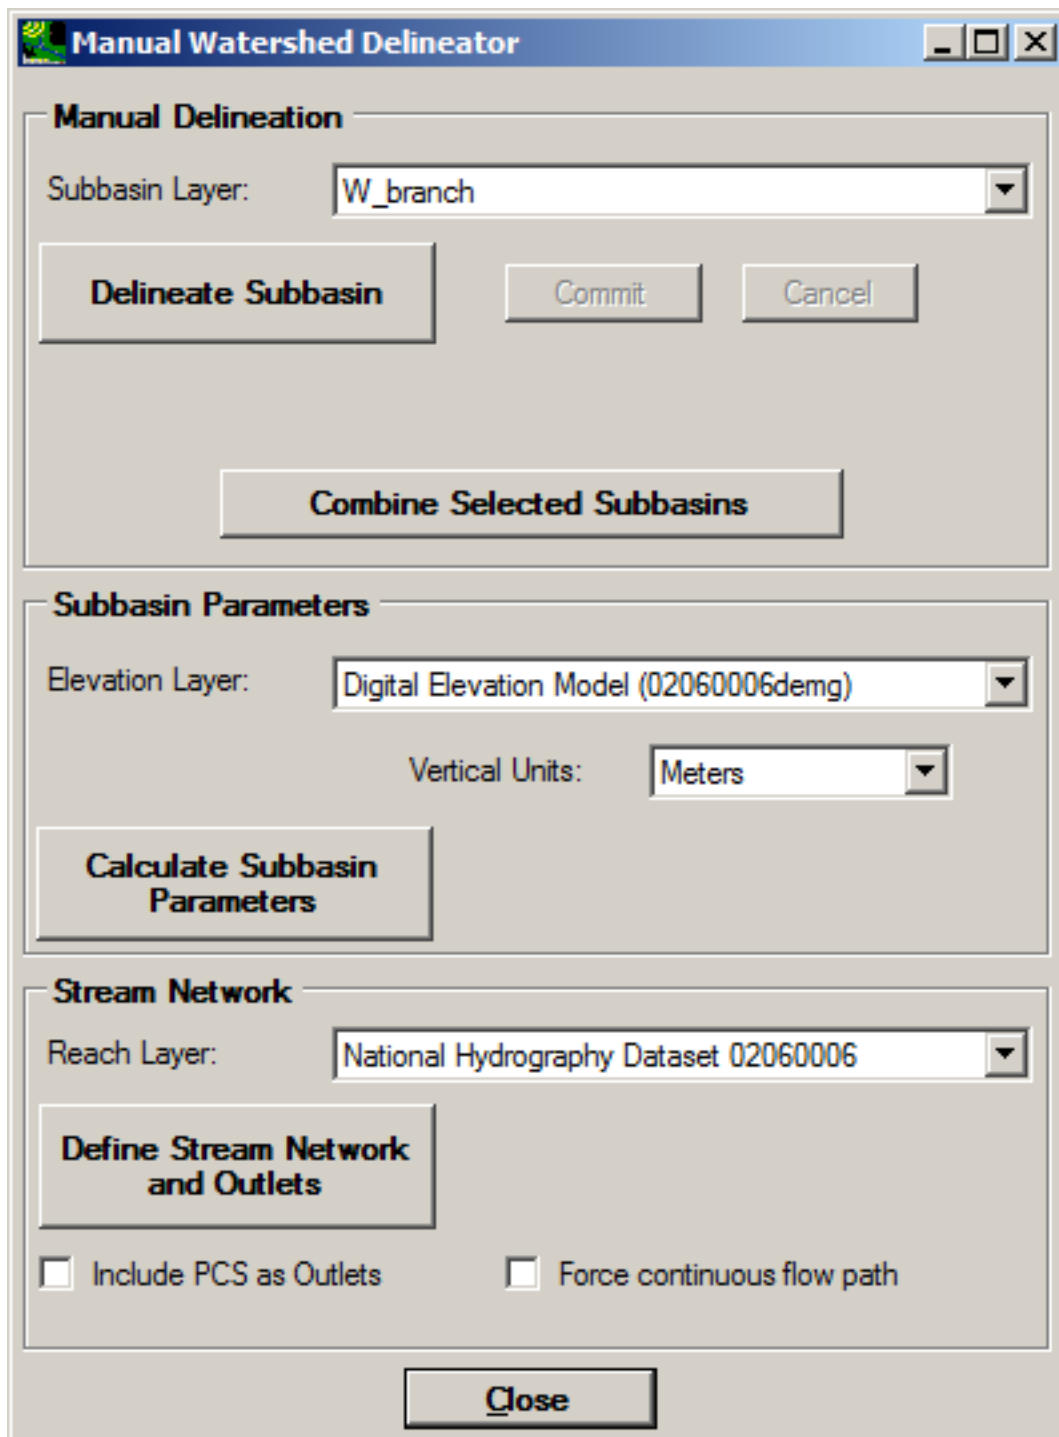 Manual Watershed Delineator
Manual Delineation
Subbasin Layer: W_branch
Delineate Subbasin Commit Cancel
Combine Selected Subbasins
Subbasin Parameters
Elevation Layer: Digital Elevation Model (02060006demg)
Vertical Units: Meters
Calculate Subbasin
Parameters
Stream Network
Reach Layer: National Hydrography Dataset 02060006
Define Stream Network
and Outlets
Include PCS as Outlets Force continuous flow path
Close